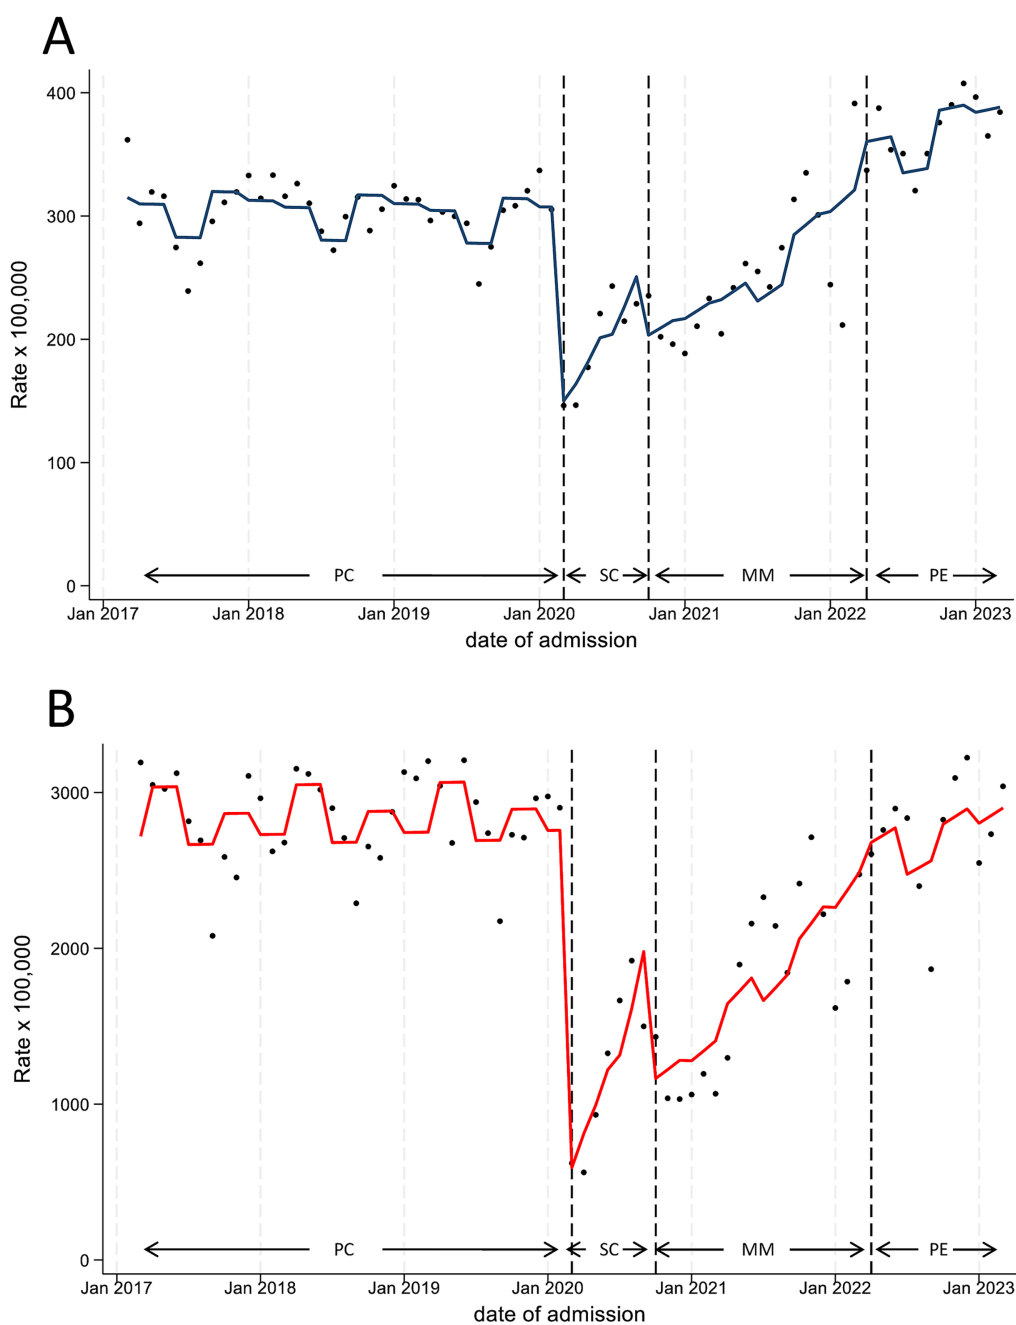 A
400
300
200
100
0
Rate x 100,000
PC SC MM PE
Jan 2017 Jan 2018 Jan 2019 Jan 2020 Jan 2021 Jan 2022 Jan 2023
date of admission
B
3000
2000
1000
0
Rate x 100,000
PC SC MM PE
Jan 2017 Jan 2018 Jan 2019 Jan 2020 Jan 2021 Jan 2022 Jan 2023
date of admission